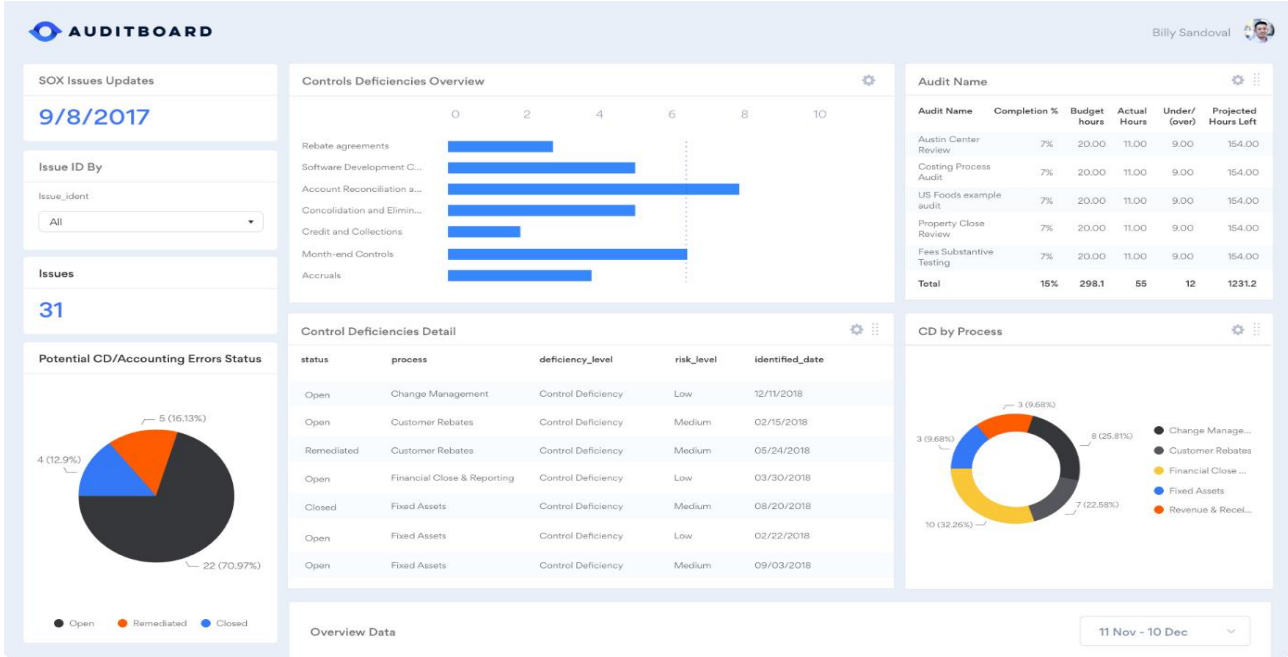 AUDITBOARD
Billy Sandoval
SOX Issues Updates
9/8/2017
Issue ID By
Issue_ident
All
Issues
31
Potential CD/Accounting Errors Status
5 (16.13%)
4 (12.9%)
22 (70.97%)
Open Remediated Closed
Controls Deficiencies Overview
0 2 4 6 8 10
Rebate agreements
Software Development C...
Account Reconciliation a...
Concolidation and Elimin...
Credit and Collections
Month-end Controls
Accruals
Control Deficiencies Detail
status process deficiency_level risk_level identified_date
Open Change Management Control Deficiency Low 12/11/2018
Open Customer Rebates Control Deficiency Medium 02/15/2018
Remediated Customer Rebates Control Deficiency Medium 05/24/2018
Open Financial Close & Reporting Control Deficiency Low 03/30/2018
Closed Fixed Assets Control Deficiency Medium 08/20/2018
Open Fixed Assets Control Deficiency Low 02/22/2018
Open Fixed Assets Control Deficiency Medium 09/03/2018
Audit Name
Audit Name Completion % Budget hours Actual Hours Under/ (over) Projected Hours Left
Austin Center Review 7% 20.00 11.00 9.00 154.00
Costing Process Audit 7% 20.00 11.00 9.00 154.00
US Foods example audit 7% 20.00 11.00 9.00 154.00
Property Close Review 7% 20.00 11.00 9.00 154.00
Fees Substantive Testing 7% 20.00 11.00 9.00 154.00
Total 15% 298.1 55 12 1231.2
CD by Process
3 (9.68%)
3 (9.68%)
8 (25.81%)
7 (22.58%)
10 (32.26%)
Change Manage...
Customer Rebates
Financial Close ...
Fixed Assets
Revenue & Recei...
Overview Data
11 Nov - 10 Dec